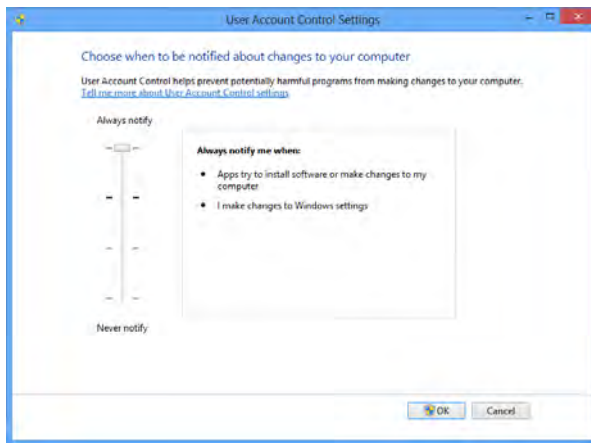 User Account Control Settings
Choose when to be notified about changes to your computer
User Account Control helps prevent potentially harmful programs from making changes to your computer.
Tell me more about User Account Control settings
Always notify
Always notify me when:
• Apps try to install software or make changes to my
computer
• I make changes to Windows settings
Never notify
OK
Cancel